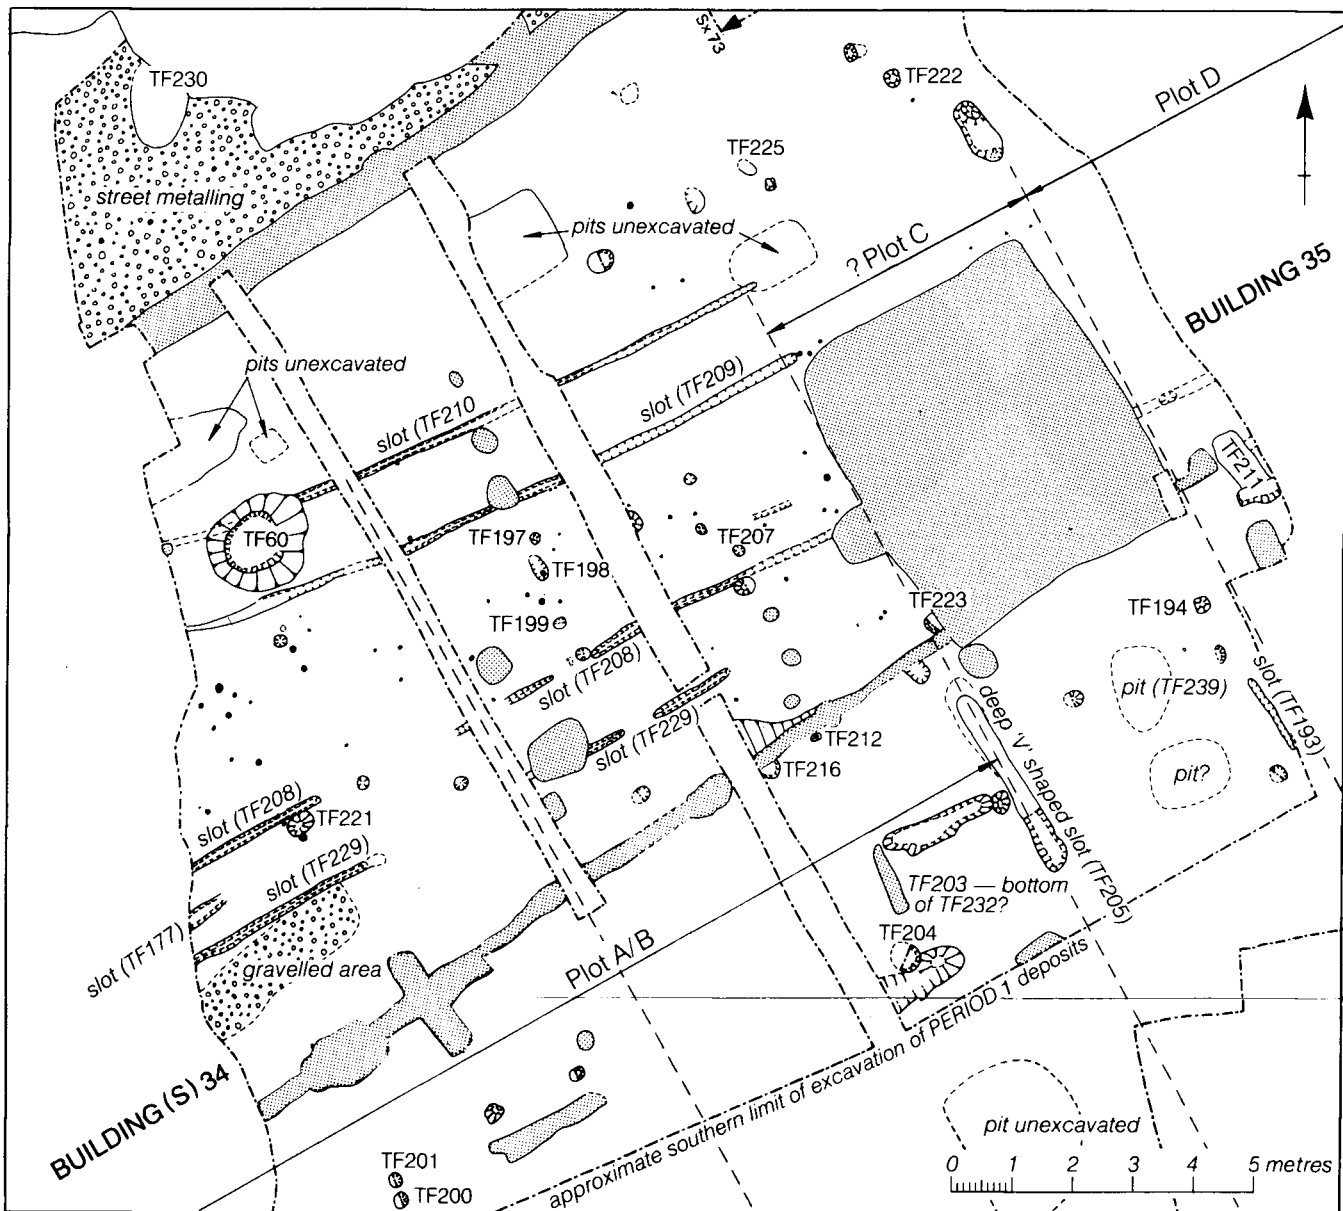 Sx73
TF230
TF222
Plot D
TF225
street metalling
pits unexcavated
? Plot C
BUILDING 35
pits unexcavated
slot (TF209)
slot (TF210
TF211
TF60
TF197
TF207
TF198
TF223
TF194
TF199
slot (TF208)
pit (TF239)
slot (TF193)
deep 'V' shaped slot (TF205)
slot (TF229)
TF212
TF216
pit?
slot (TF208)
TF221
slot (TF229)
TF203 — bottom
of TF232?
slot (TF177)
gravelled area
Plot A/B
TF204
BUILDING (S) 34
approximate southern limit of excavation of PERIOD 1 deposits
pit unexcavated
TF201
TF200
0 1 2 3 4 5 metres